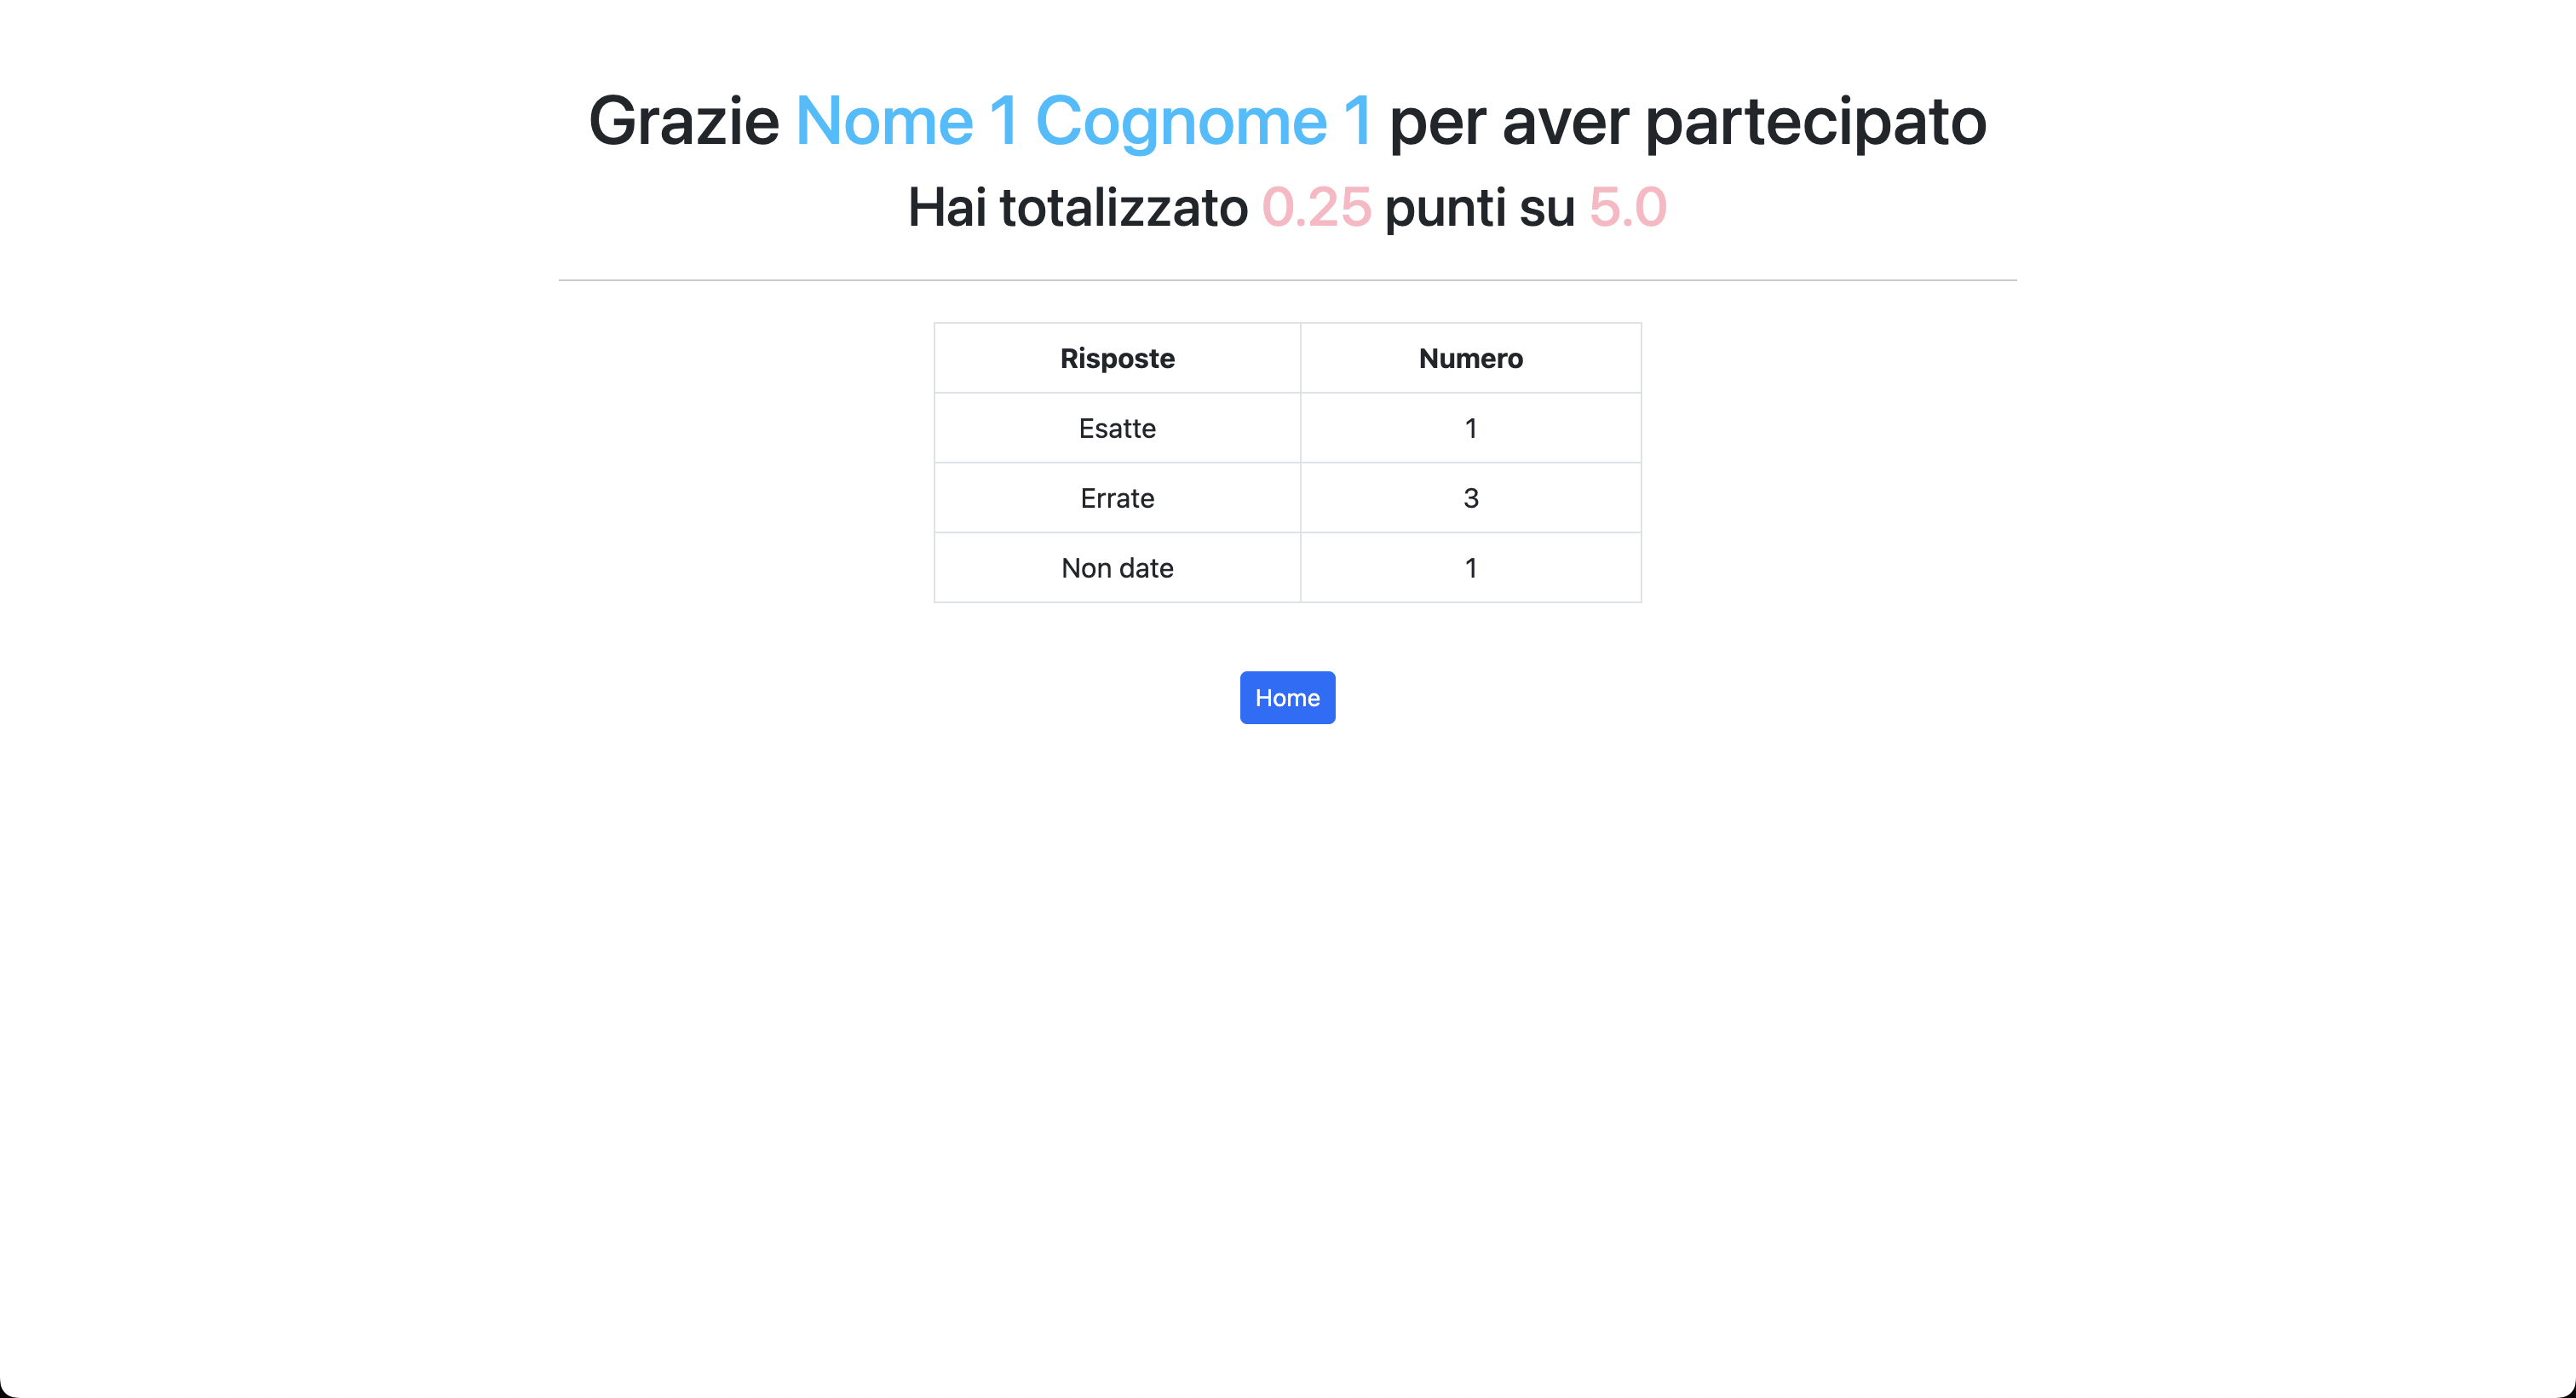 Grazie Nome 1 Cognome 1 per aver partecipato
Hai totalizzato 0.25 punti su 5.0
Risposte Numero
Esatte 1
Errate 3
Non date 1
Home